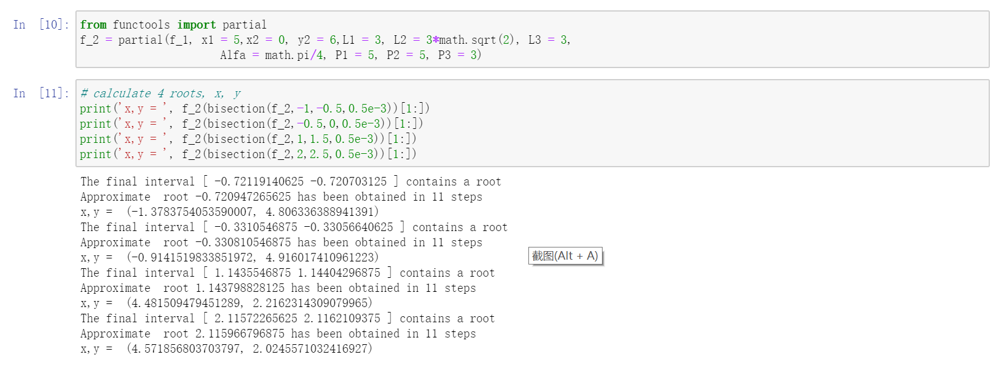 In [10]: from functools import partial
f_2 = partial(f_1, x1 = 5,x2 = 0, y2 = 6,L1 = 3, L2 = 3*math.sqrt(2), L3 = 3,
Alfa = math.pi/4, P1 = 5, P2 = 5, P3 = 3)
In [11]: # calculate 4 roots, x, y
print('x,y = ', f_2(bisection(f_2,-1,-0.5,0.5e-3))[1:])
print('x,y = ', f_2(bisection(f_2,-0.5,0,0.5e-3))[1:])
print('x,y = ', f_2(bisection(f_2,1,1.5,0.5e-3))[1:])
print('x,y = ', f_2(bisection(f_2,2,2.5,0.5e-3))[1:])
The final interval [ -0.72119140625 -0.720703125 ] contains a root
Approximate  root -0.720947265625 has been obtained in 11 steps
x,y =  (-1.3783754053590007, 4.806336388941391)
The final interval [ -0.3310546875 -0.33056640625 ] contains a root
Approximate  root -0.330810546875 has been obtained in 11 steps
x,y =  (-0.9141519833851972, 4.916017410961223)
截图(Alt + A)
The final interval [ 1.1435546875 1.14404296875 ] contains a root
Approximate  root 1.143798828125 has been obtained in 11 steps
x,y =  (4.481509479451289, 2.2162314309079965)
The final interval [ 2.11572265625 2.1162109375 ] contains a root
Approximate  root 2.115966796875 has been obtained in 11 steps
x,y =  (4.571856803703797, 2.0245571032416927)